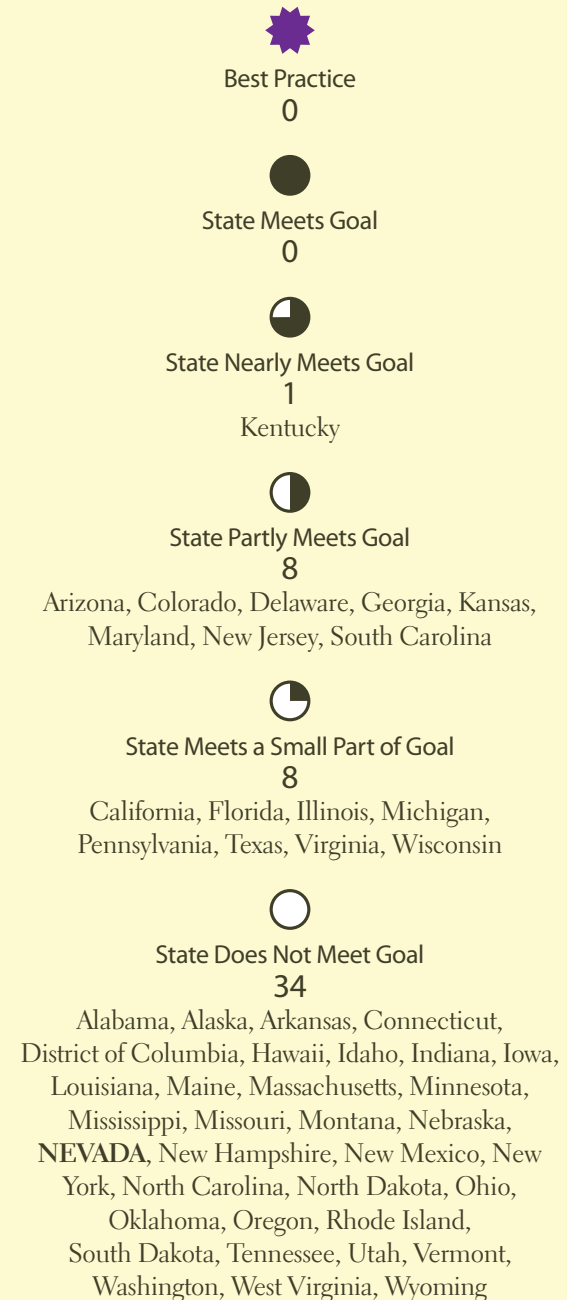 Best Practice
0
State Meets Goal
0
State Nearly Meets Goal
1
Kentucky
State Partly Meets Goal
8
Arizona, Colorado, Delaware, Georgia, Kansas,
Maryland, New Jersey, South Carolina
State Meets a Small Part of Goal
8
California, Florida, Illinois, Michigan,
Pennsylvania, Texas, Virginia, Wisconsin
State Does Not Meet Goal
34
Alabama, Alaska, Arkansas, Connecticut,
District of Columbia, Hawaii, Idaho, Indiana, Iowa,
Louisiana, Maine, Massachusetts, Minnesota,
Mississippi, Missouri, Montana, Nebraska,
NEVADA, New Hampshire, New Mexico, New
York, North Carolina, North Dakota, Ohio,
Oklahoma, Oregon, Rhode Island,
South Dakota, Tennessee, Utah, Vermont,
Washington, West Virginia, Wyoming